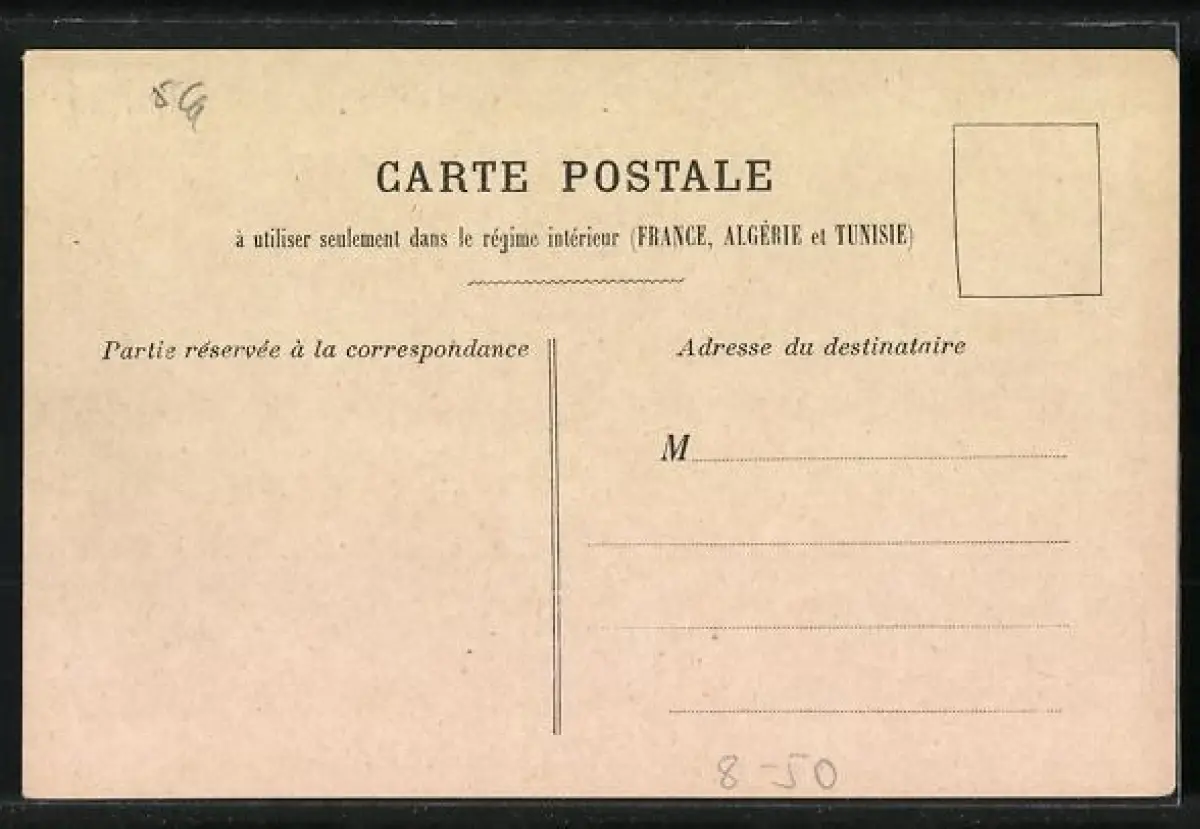 CARTE POSTALE
à utiliser seulement dans le régime intérieur (FRANCE, ALGÉRIE et TUNISIE)
Partie réservée à la correspondance
Adresse du destinataire
M
8-50